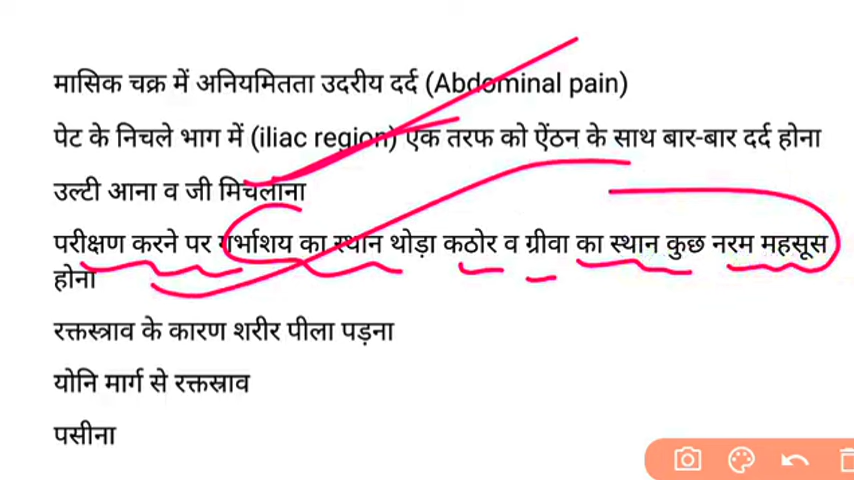 मासिक चक्र में अनियमितता उदरीय दर्द (Abdominal pain)
पेट के निचले भाग में (iliac region) एक तरफ को ऐंठन के साथ बार-बार दर्द होना
उल्टी आना व जी मिचलाना
परीक्षण करने पर गर्भाशय का स्थान थोड़ा कठोर व ग्रीवा का स्थान कुछ नरम महसूस
होना
रक्तस्त्राव के कारण शरीर पीला पड़ना
योनि मार्ग से रक्तस्राव
पसीना